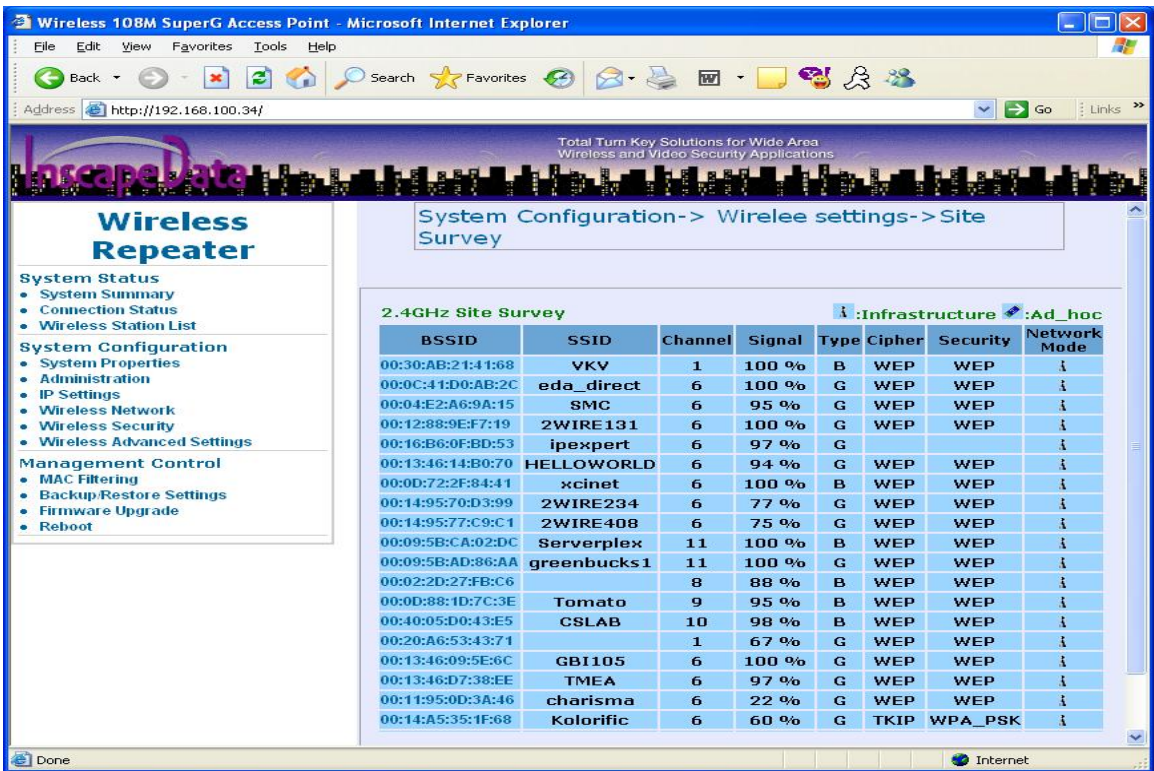 Wireless 108M SuperG Access Point - Microsoft Internet Explorer
File Edit View Favorites Tools Help
Back Search Favorites
Address http://192.168.100.34/ Go Links »
InscapeData
Total Turn Key Solutions for Wide Area
Wireless and Video Security Applications
Wireless
Repeater
System Status
• System Summary
• Connection Status
• Wireless Station List
System Configuration
• System Properties
• Administration
• IP Settings
• Wireless Network
• Wireless Security
• Wireless Advanced Settings
Management Control
• MAC Filtering
• Backup/Restore Settings
• Firmware Upgrade
• Reboot
System Configuration-> Wirelee settings->Site
Survey
2.4GHz Site Survey :Infrastructure :Ad_hoc
BSSID SSID Channel Signal Type Cipher Security Network Mode
00:30:AB:21:41:68 VKV 1 100 % B WEP WEP
00:0C:41:D0:AB:2C eda_direct 6 100 % G WEP WEP
00:04:E2:A6:9A:15 SMC 6 95 % G WEP WEP
00:12:88:9E:F7:19 2WIRE131 6 100 % G WEP WEP
00:16:B6:0F:BD:53 ipexpert 6 97 % G
00:13:46:14:B0:70 HELLOWORLD 6 94 % G WEP WEP
00:0D:72:2F:84:41 xcinet 6 100 % B WEP WEP
00:14:95:70:D3:99 2WIRE234 6 77 % G WEP WEP
00:14:95:77:C9:C1 2WIRE408 6 75 % G WEP WEP
00:09:5B:CA:02:DC Serverplex 11 100 % B WEP WEP
00:09:5B:AD:86:AA greenbucks1 11 100 % G WEP WEP
00:02:2D:27:FB:C6 8 88 % B WEP WEP
00:0D:88:1D:7C:3E Tomato 9 95 % B WEP WEP
00:40:05:D0:43:E5 CSLAB 10 98 % B WEP WEP
00:20:A6:53:43:71 1 67 % G WEP WEP
00:13:46:09:5E:6C GBI105 6 100 % G WEP WEP
00:13:46:D7:38:EE TMEA 6 97 % G WEP WEP
00:11:95:0D:3A:46 charisma 6 22 % G WEP WEP
00:14:A5:35:1F:68 Kolorific 6 60 % G TKIP WPA_PSK
Done Internet